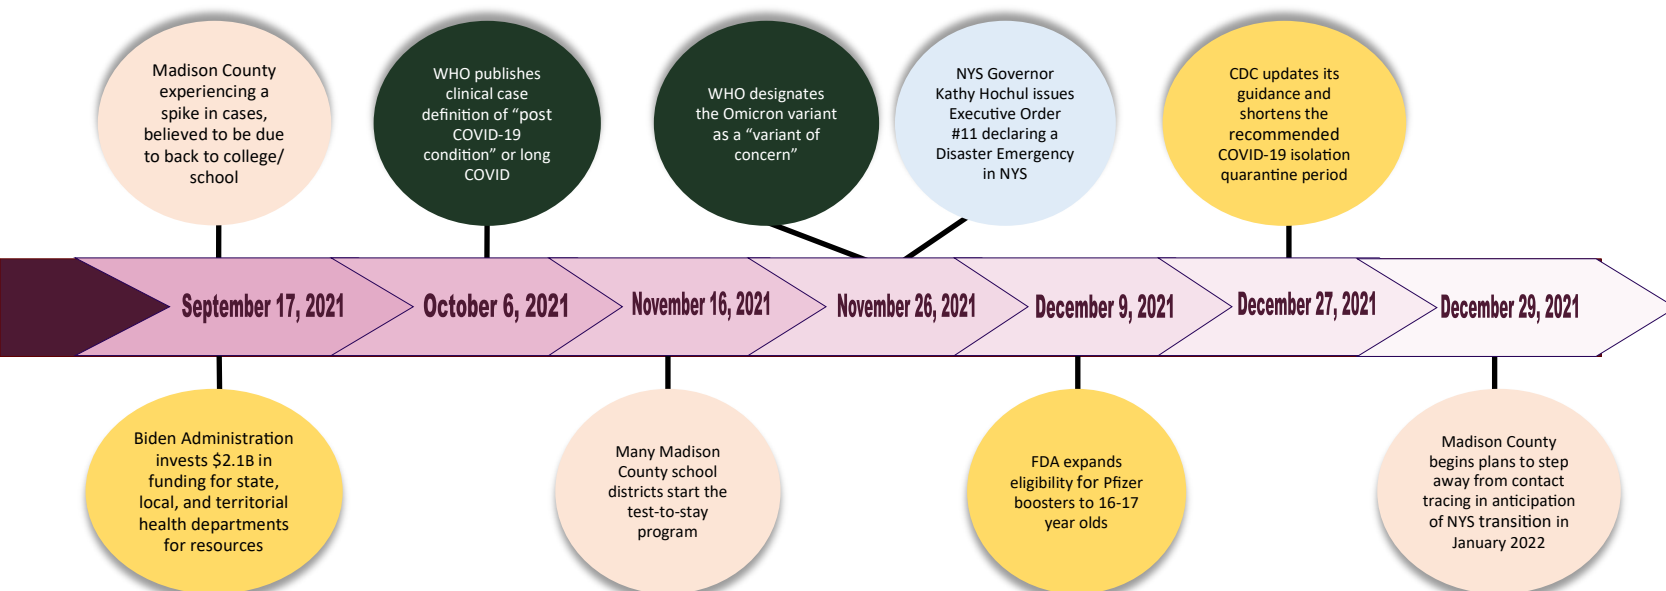 Madison County
experiencing a
spike in cases,
believed to be due
to back to college/
school
WHO publishes
clinical case
definition of “post
COVID-19
condition” or long
COVID
WHO designates
the Omicron variant
as a “variant of
concern”
NYS Governor
Kathy Hochul issues
Executive Order
#11 declaring a
Disaster Emergency
in NYS
CDC updates its
guidance and
shortens the
recommended
COVID-19 isolation
quarantine period
September 17, 2021
October 6, 2021
November 16, 2021
November 26, 2021
December 9, 2021
December 27, 2021
December 29, 2021
Biden Administration
invests $2.1B in
funding for state,
local, and territorial
health departments
for resources
Many Madison
County school
districts start the
test-to-stay
program
FDA expands
eligibility for Pfizer
boosters to 16-17
year olds
Madison County
begins plans to step
away from contact
tracing in anticipation
of NYS transition in
January 2022